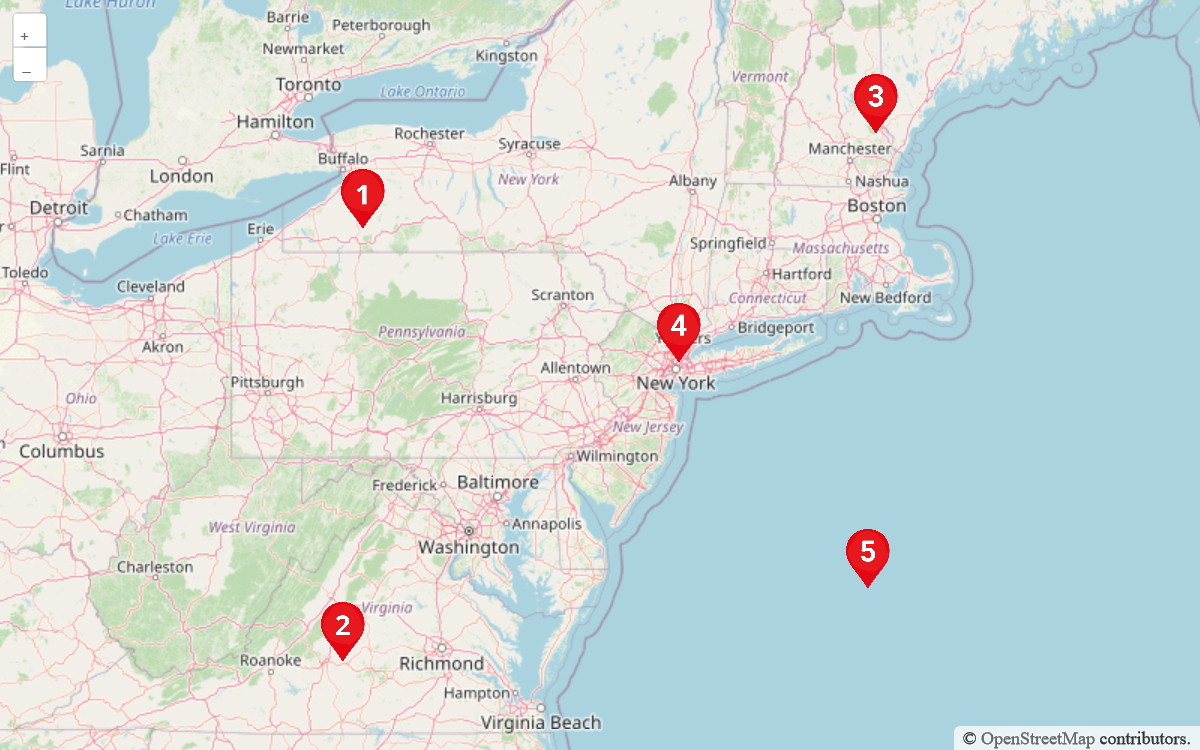 Lake Huron
Barrie
Peterborough
Kingston
Newmarket
Toronto
Lake Ontario
Vermont
3
+
–
Hamilton
Rochester
Syracuse
Manchester
Sarnia
Buffalo
Flint
London
New York
Albany
Nashua
1
Detroit
Chatham
Boston
Erie
Lake Erie
Springfield
Massachusetts
Toledo
Cleveland
Hartford
Scranton
Connecticut
New Bedford
4
Pennsylvania
Bridgeport
Akron
Allentown
Pittsburgh
New York
Ohio
Harrisburg
New Jersey
Columbus
Wilmington
Frederick
Baltimore
West Virginia
Annapolis
Washington
5
Charleston
Virginia
2
Roanoke
Richmond
Hampton
Virginia Beach
© OpenStreetMap contributors.